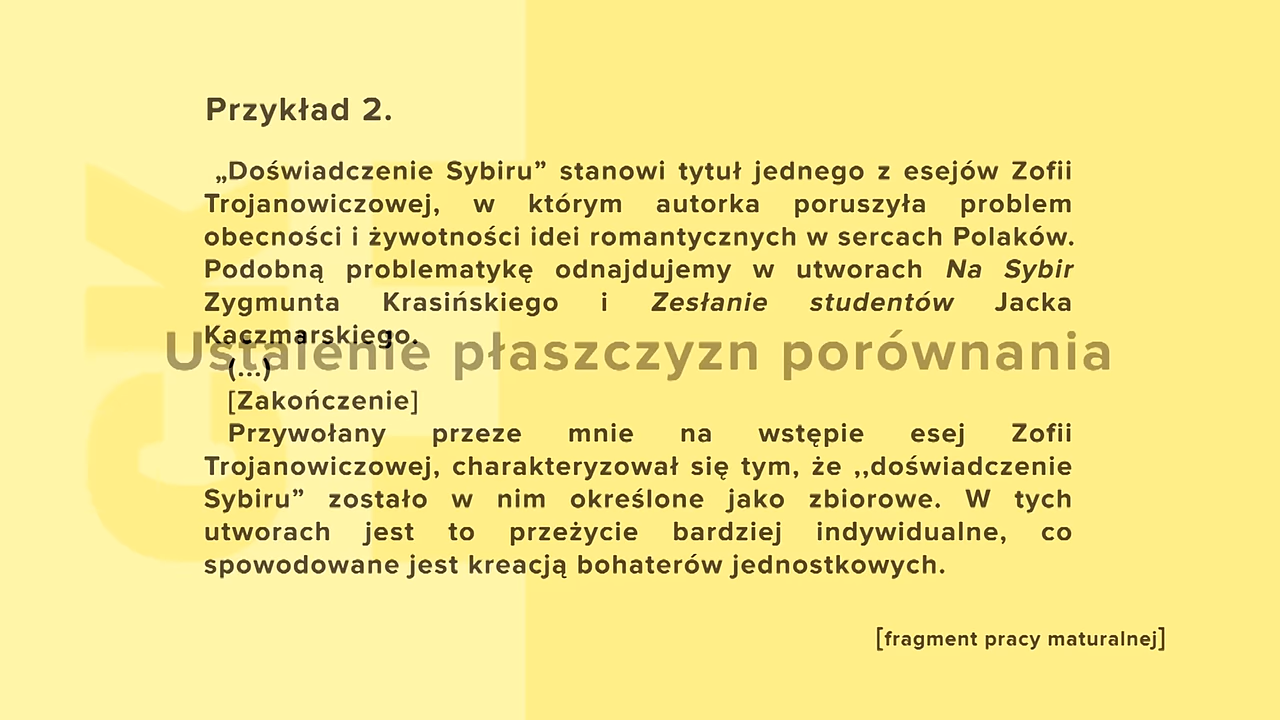 Przykład 2.
„Doświadczenie Sybiru” stanowi tytuł jednego z esejów Zofii
Trojanowiczowej, w którym autorka poruszyła problem
obecności i żywotności idei romantycznych w sercach Polaków.
Podobną problematykę odnajdujemy w utworach Na Sybir
Zygmunta Krasińskiego i Zesłanie studentów Jacka
Kaczmarskiego.
Ustalenie płaszczyzn porównania
(...)
[Zakończenie]
Przywołany przeze mnie na wstępie esej Zofii
Trojanowiczowej, charakteryzował się tym, że ,,doświadczenie
Sybiru” zostało w nim określone jako zbiorowe. W tych
utworach jest to przeżycie bardziej indywidualne, co
spowodowane jest kreacją bohaterów jednostkowych.
[fragment pracy maturalnej]